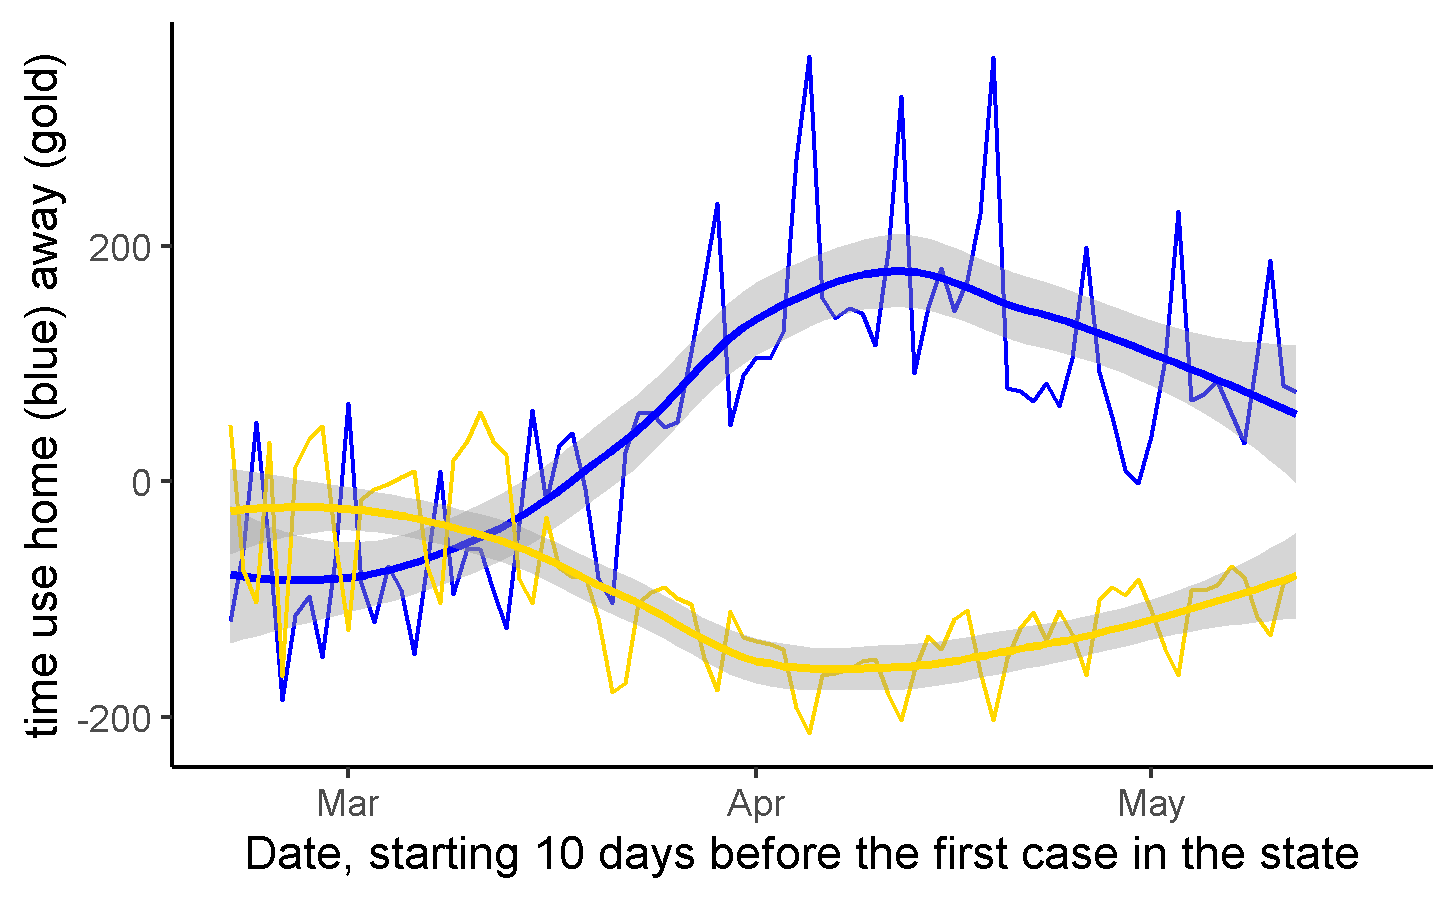 time use home (blue) away (gold)
200
0
-200
Mar
Apr
May
Date, starting 10 days before the first case in the state